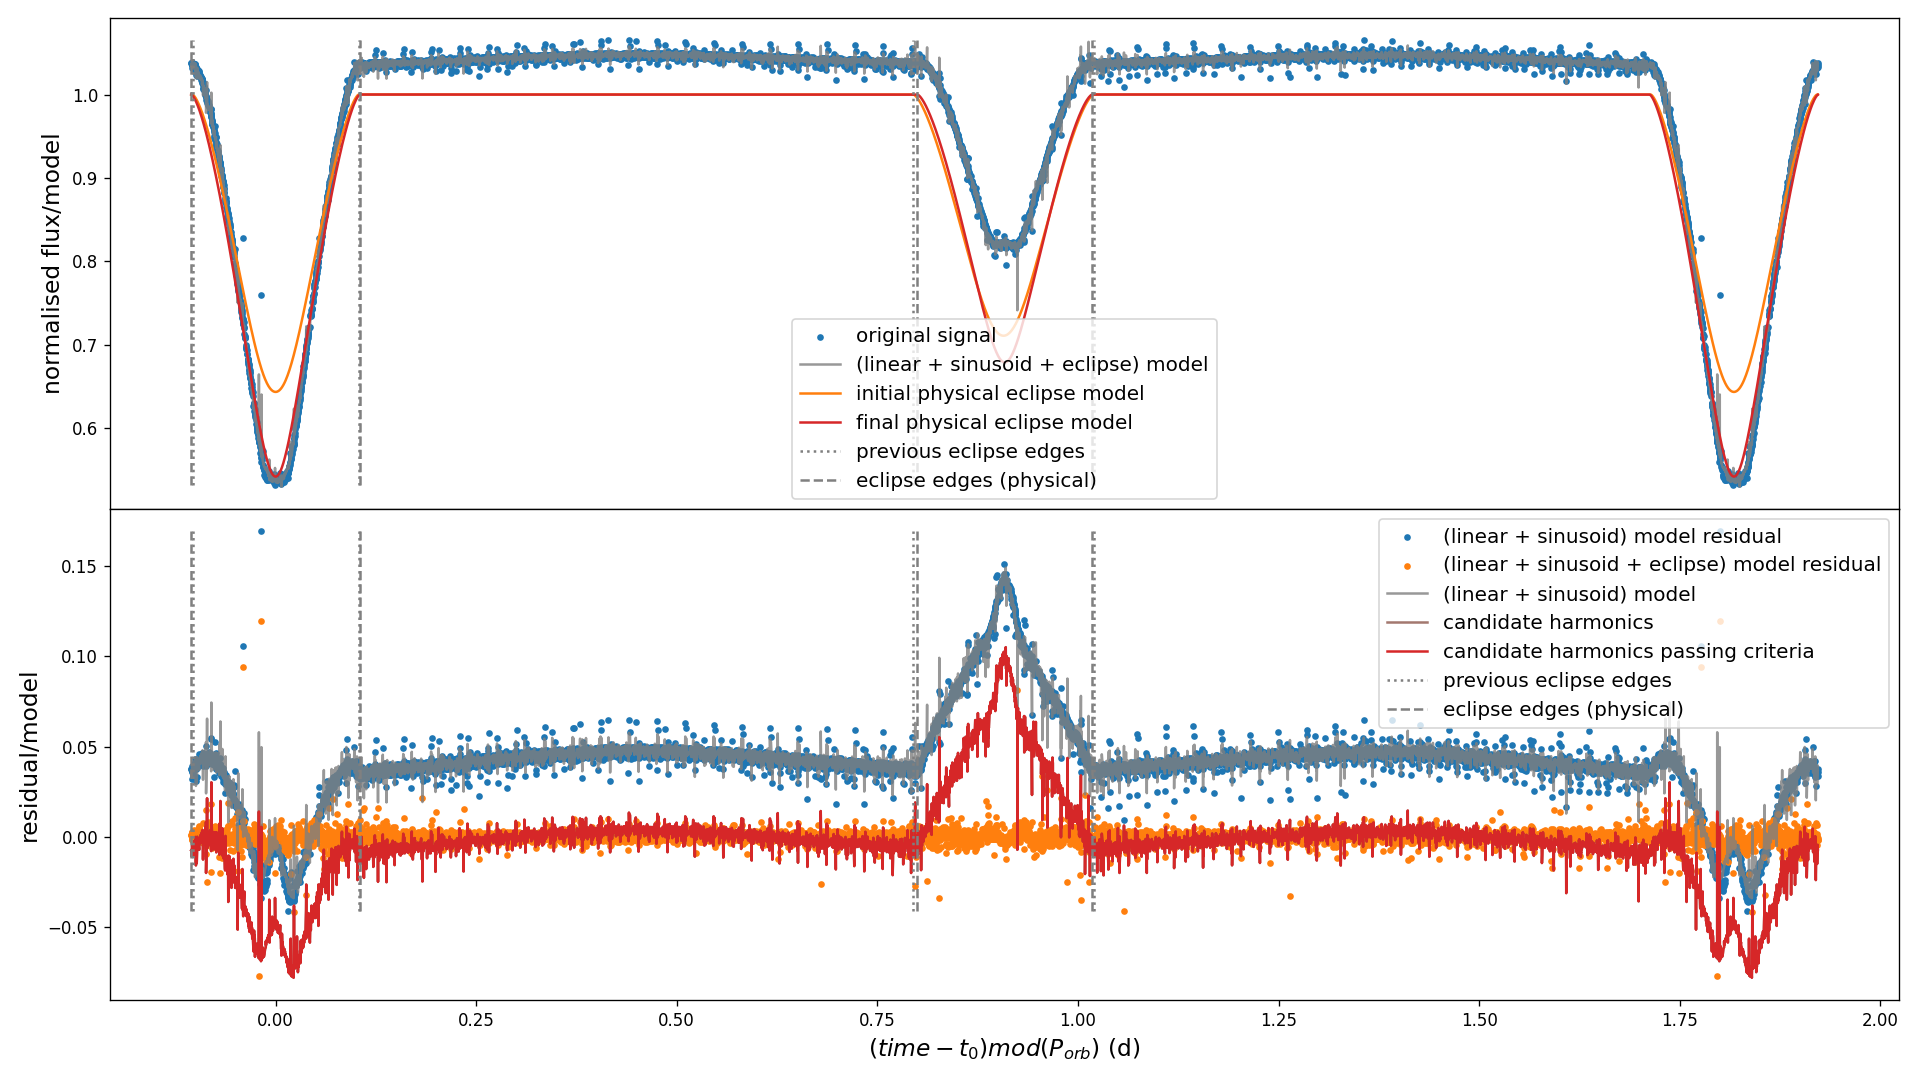 normalised flux/model
1.0
0.9
0.8
0.7
0.6
original signal
(linear + sinusoid + eclipse) model
initial physical eclipse model
final physical eclipse model
previous eclipse edges
eclipse edges (physical)
residual/model
0.15
0.10
0.05
0.00
−0.05
(linear + sinusoid) model residual
(linear + sinusoid + eclipse) model residual
(linear + sinusoid) model
candidate harmonics
candidate harmonics passing criteria
previous eclipse edges
eclipse edges (physical)
0.00 0.25 0.50 0.75 1.00 1.25 1.50 1.75 2.00
(time − t₀)mod(P_orb) (d)